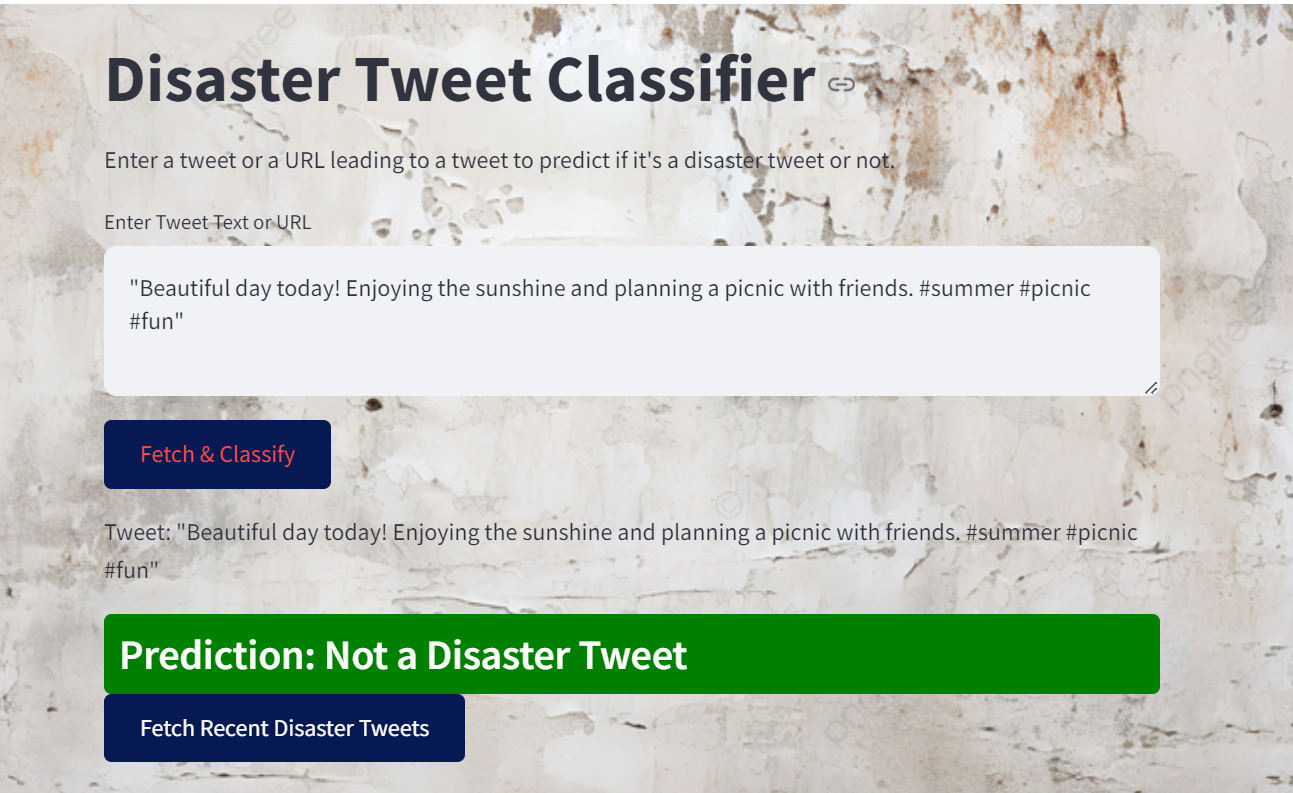 Disaster Tweet Classifier
Enter a tweet or a URL leading to a tweet to predict if it's a disaster tweet or not.
Enter Tweet Text or URL
"Beautiful day today! Enjoying the sunshine and planning a picnic with friends. #summer #picnic
#fun"
Fetch & Classify
Tweet: "Beautiful day today! Enjoying the sunshine and planning a picnic with friends. #summer #picnic
#fun"
Prediction: Not a Disaster Tweet
Fetch Recent Disaster Tweets
pngtree